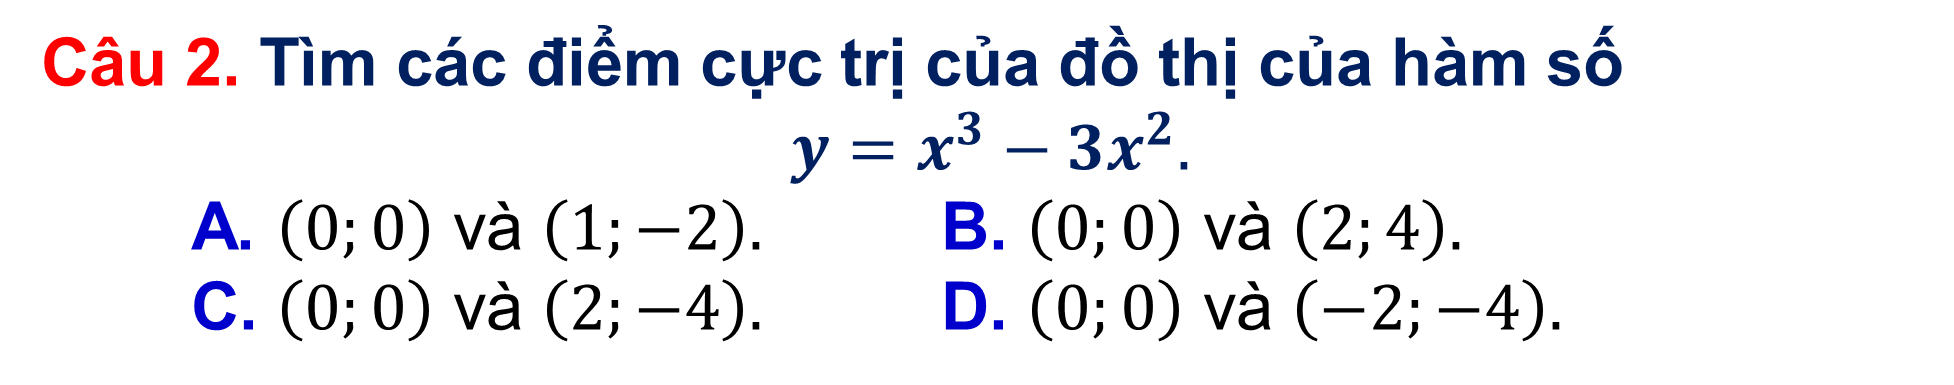 Câu 2. Tìm các điểm cực trị của đồ thị của hàm số
y = x³ − 3x².
A. (0; 0) và (1; −2). B. (0; 0) và (2; 4).
C. (0; 0) và (2; −4). D. (0; 0) và (−2; −4).